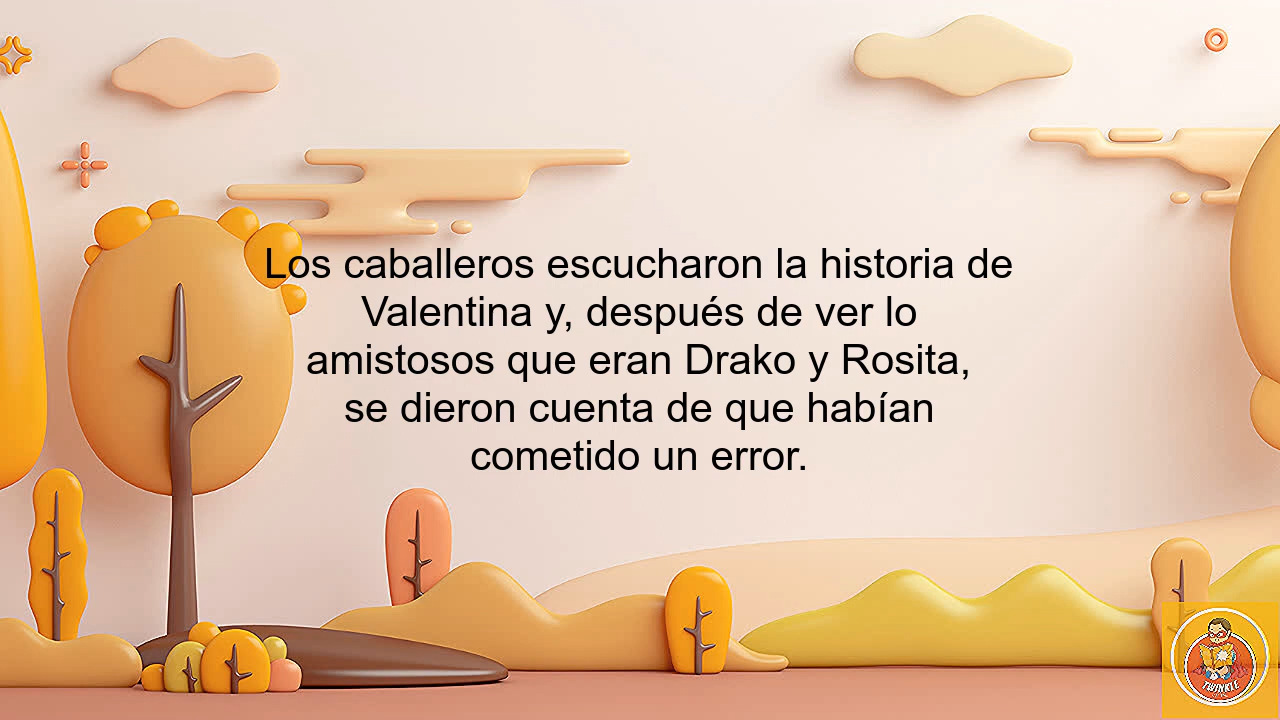 Los caballeros escucharon la historia de
Valentina y, después de ver lo
amistosos que eran Drako y Rosita,
se dieron cuenta de que habían
cometido un error.
TWINKLE